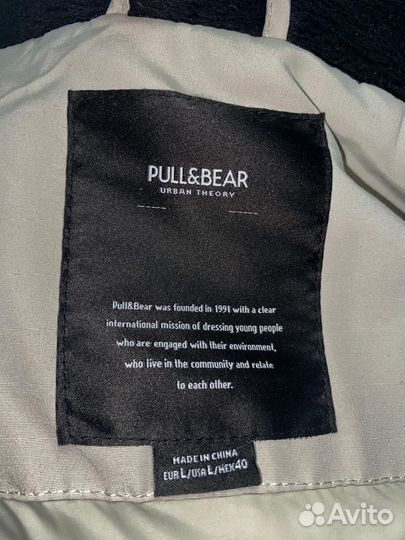 PULL&BEAR
URBAN THEORY
Pull&Bear was founded in 1991 with a clear
international mission of dressing young people
who are engaged with their environment,
who live in the community and relate
to each other.
MADE IN CHINA
EUR L/USA L/MEX 40
Avito